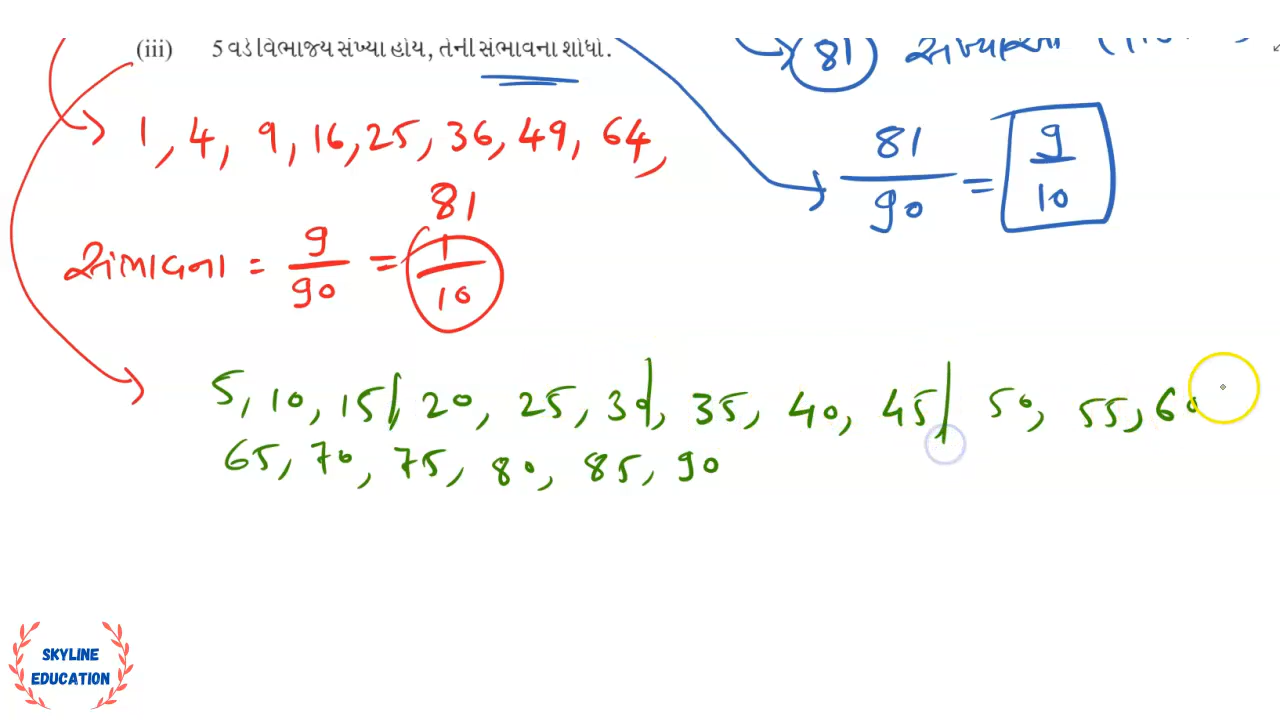 (iii) 5 વડે વિભાજ્ય સંખ્યા હોય, તેની સંભાવના શોધો.
81
1, 4, 9, 16, 25, 36, 49, 64,
81
81/90 = 9/10
સંભાવના = 9/90 = 1/10
5, 10, 15, 20, 25, 30, 35, 40, 45, 50, 55, 60
65, 70, 75, 80, 85, 90
SKYLINE
EDUCATION